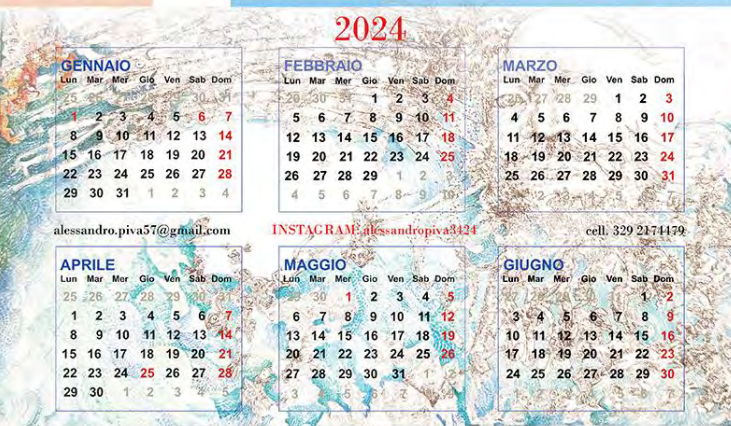 2024
GENNAIO
Lun Mar Mer Gio Ven Sab Dom
1 2 3 4 5 6 7
8 9 10 11 12 13 14
15 16 17 18 19 20 21
22 23 24 25 26 27 28
29 30 31 1 2 3 4
FEBBRAIO
Lun Mar Mer Gio Ven Sab Dom
29 30 1 2 3 4
5 6 7 8 9 10 11
12 13 14 15 16 17 18
19 20 21 22 23 24 25
26 27 28 29 1 2 3
4 5 6 7 8 9 10
MARZO
Lun Mar Mer Gio Ven Sab Dom
26 27 28 29 1 2 3
4 5 6 7 8 9 10
11 12 13 14 15 16 17
18 19 20 21 22 23 24
25 26 27 28 29 30 31
alessandro.piva57@gmail.com INSTAGRAM: alessandropiva3424 cell. 329 2174179
APRILE
Lun Mar Mer Gio Ven Sab Dom
25 26 27 28 29 30 31
1 2 3 4 5 6 7
8 9 10 11 12 13 14
15 16 17 18 19 20 21
22 23 24 25 26 27 28
29 30 1 2 3 4 5
MAGGIO
Lun Mar Mer Gio Ven Sab Dom
30 1 2 3 4 5
6 7 8 9 10 11 12
13 14 15 16 17 18 19
20 21 22 23 24 25 26
27 28 29 30 31 1 2
GIUGNO
Lun Mar Mer Gio Ven Sab Dom
1 2
3 4 5 6 7 8 9
10 11 12 13 14 15 16
17 18 19 20 21 22 23
24 25 26 27 28 29 30